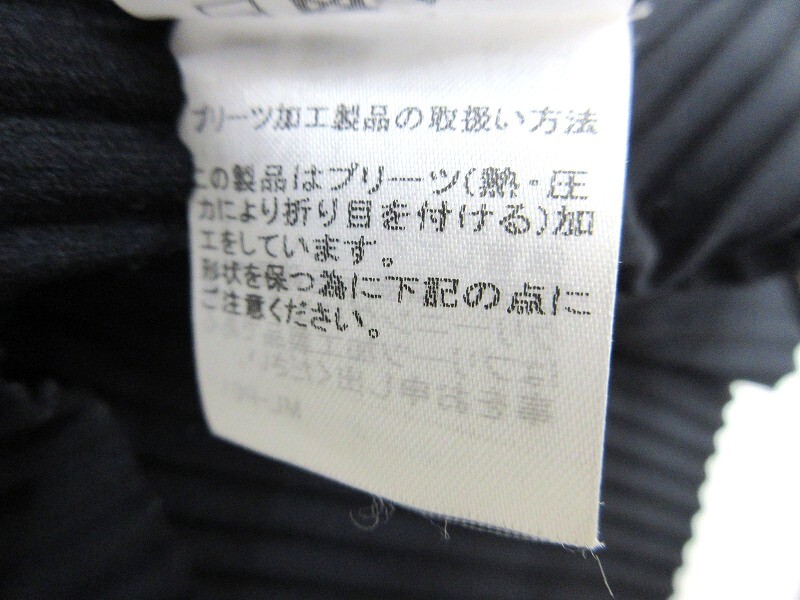 プリーツ加工製品の取扱い方法
この製品はプリーツ(熱・圧
力により折り目を付ける)加
工をしています。
形状を保つ為に下記の点に
ご注意ください。